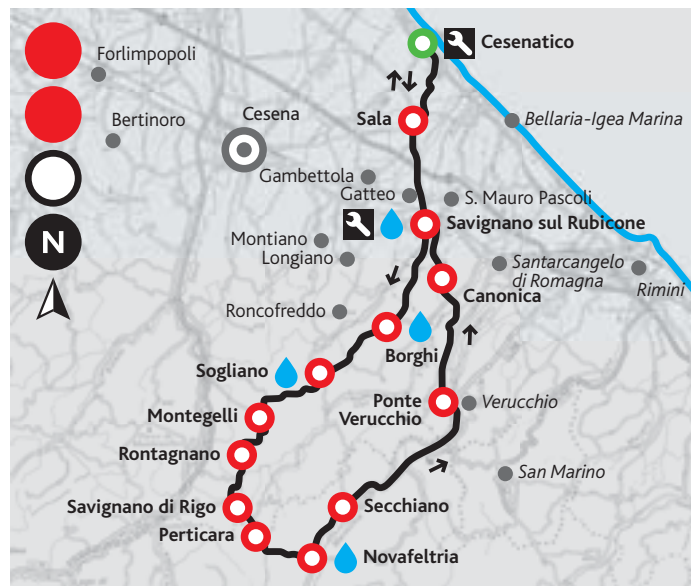 Cesenatico
Forlimpopoli
Cesena
Sala
Bellaria-Igea Marina
Bertinoro
Gambettola
Gatteo
S. Mauro Pascoli
Savignano sul Rubicone
N
Montiano
Longiano
Santarcangelo
di Romagna
Rimini
Canonica
Roncofreddo
Borghi
Sogliano
Montegelli
Ponte
Verucchio
Verucchio
Rontagnano
San Marino
Savignano di Rigo
Secchiano
Perticara
Novafeltria